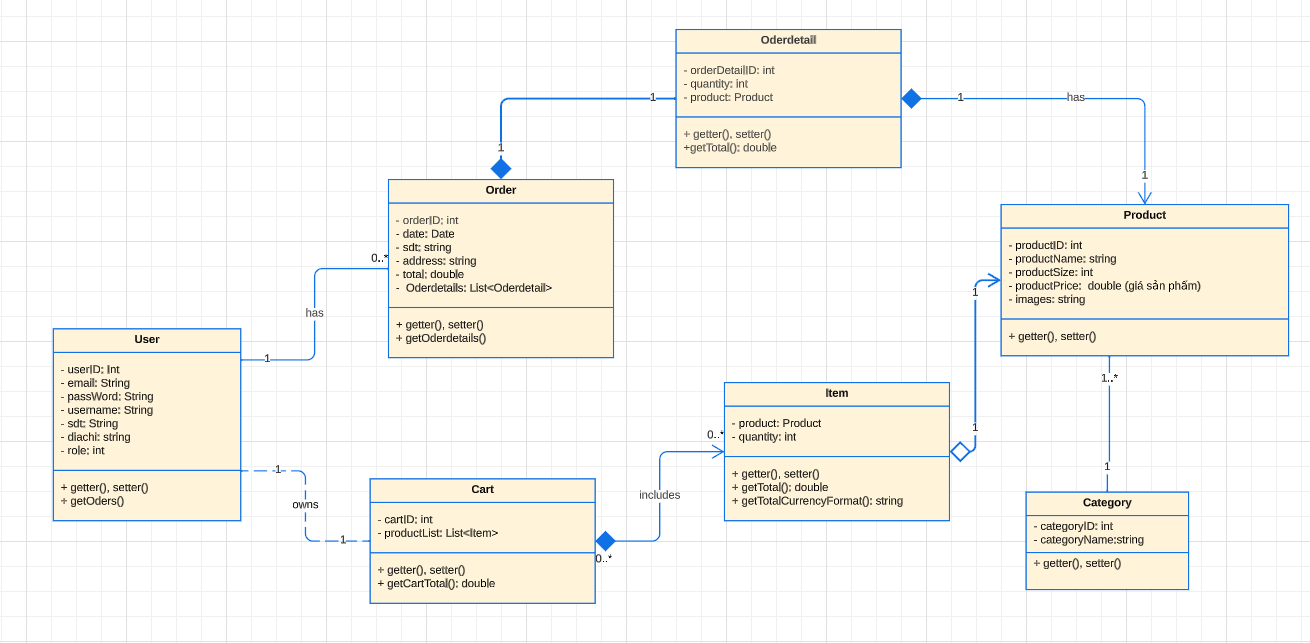 Oderdetail
- orderDetailID: int
- quantity: int
- product: Product
+ getter(), setter()
+getTotal(): double
1
1
1
has
1
Order
- orderID: int
- date: Date
- sdt: string
- address: string
- total: double
- Oderdetails: List<Oderdetail>
+ getter(), setter()
+ getOderdetails()
0..*
has
1
Product
- productID: int
- productName: string
- productSize: int
- productPrice: double (giá sản phẩm)
- images: string
+ getter(), setter()
User
- userID: Int
- email: String
- passWord: String
- username: String
- sdt: String
- diachi: string
- role: int
+ getter(), setter()
+ getOders()
1
owns
1
Cart
- cartID: int
- productList: List<Item>
+ getter(), setter()
+ getCartTotal(): double
0..*
includes
0..*
Item
- product: Product
- quantity: int
+ getter(), setter()
+ getTotal(): double
+ getTotalCurrencyFormat(): string
1
1
1..*
1
Category
- categoryID: int
- categoryName:string
+ getter(), setter()